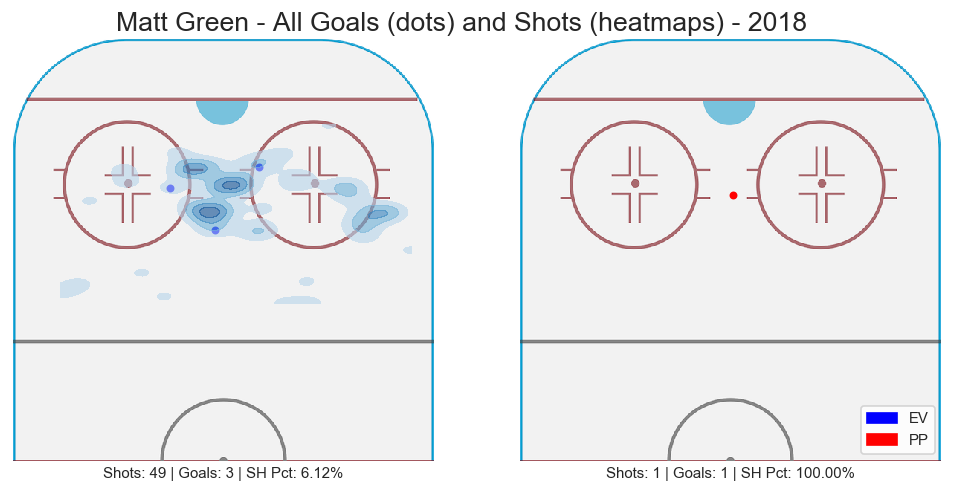 Matt Green - All Goals (dots) and Shots (heatmaps) - 2018
EV
PP
Shots: 49 | Goals: 3 | SH Pct: 6.12%
Shots: 1 | Goals: 1 | SH Pct: 100.00%